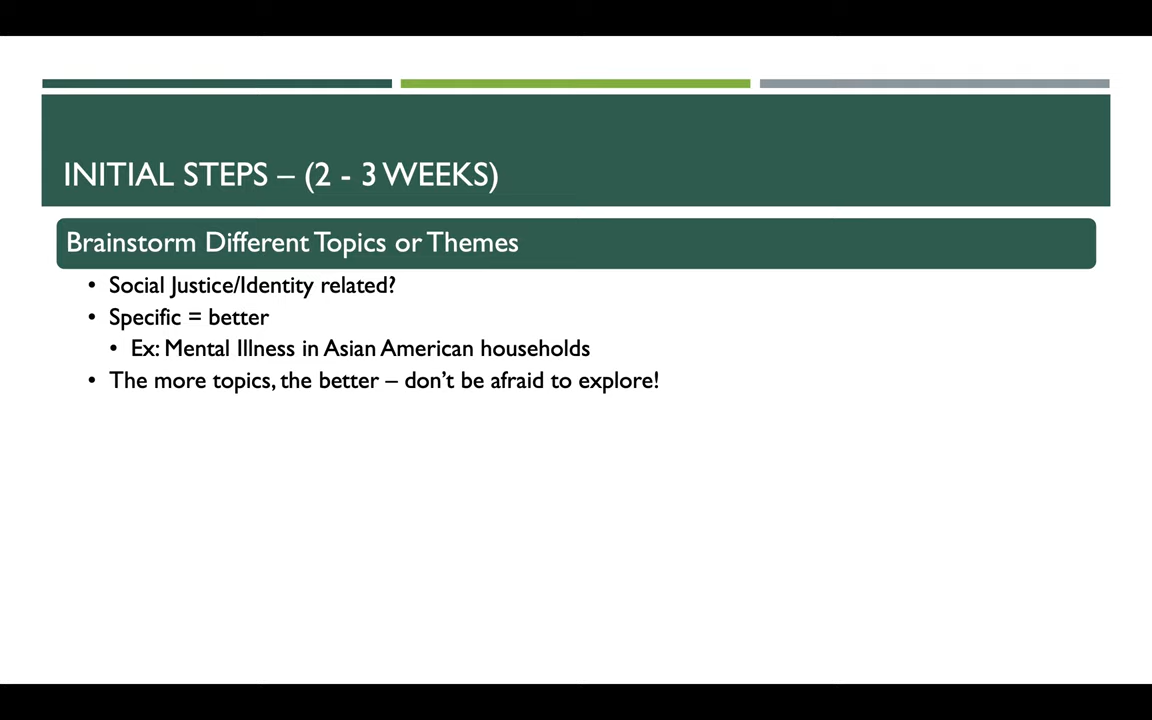 INITIAL STEPS – (2 - 3 WEEKS)
Brainstorm Different Topics or Themes
• Social Justice/Identity related?
• Specific = better
• Ex: Mental Illness in Asian American households
• The more topics, the better – don’t be afraid to explore!